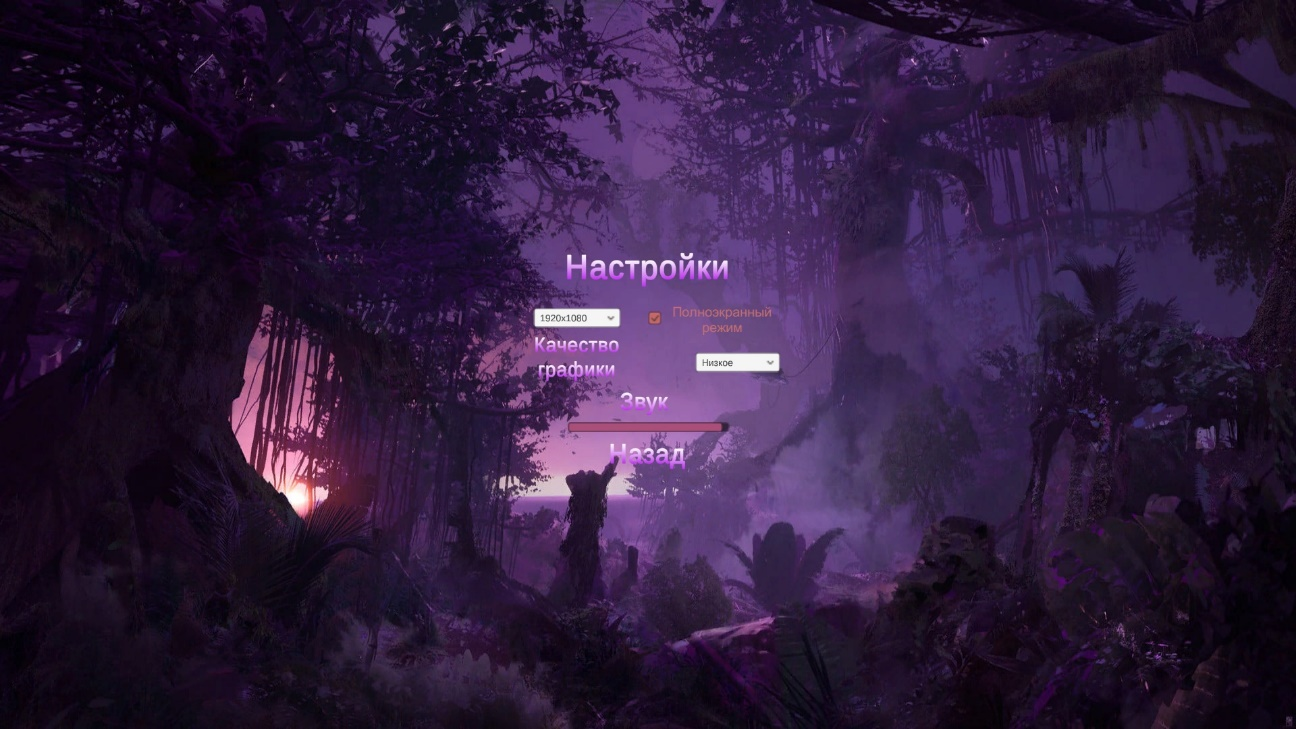 Настройки
1920x1080
Полноэкранный
режим
Качество
графики
Низкое
Звук
Назад